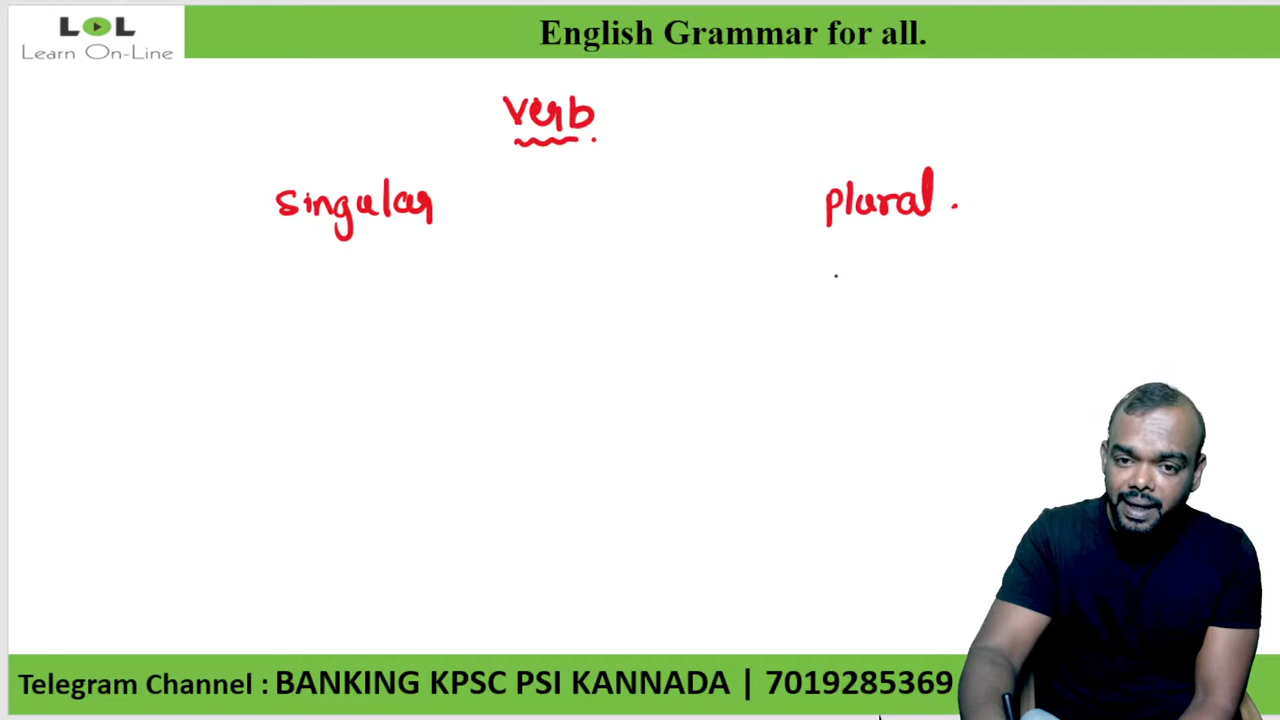 LOL
Learn On-Line
English Grammar for all.
verb.
singular
plural.
Telegram Channel : BANKING KPSC PSI KANNADA | 7019285369